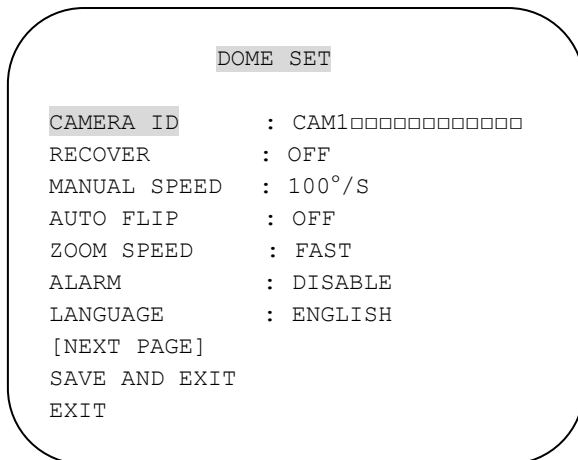 DOME SET
CAMERA ID : CAM1□□□□□□□□□□□□
RECOVER : OFF
MANUAL SPEED : 100°/S
AUTO FLIP : OFF
ZOOM SPEED : FAST
ALARM : DISABLE
LANGUAGE : ENGLISH
[NEXT PAGE]
SAVE AND EXIT
EXIT